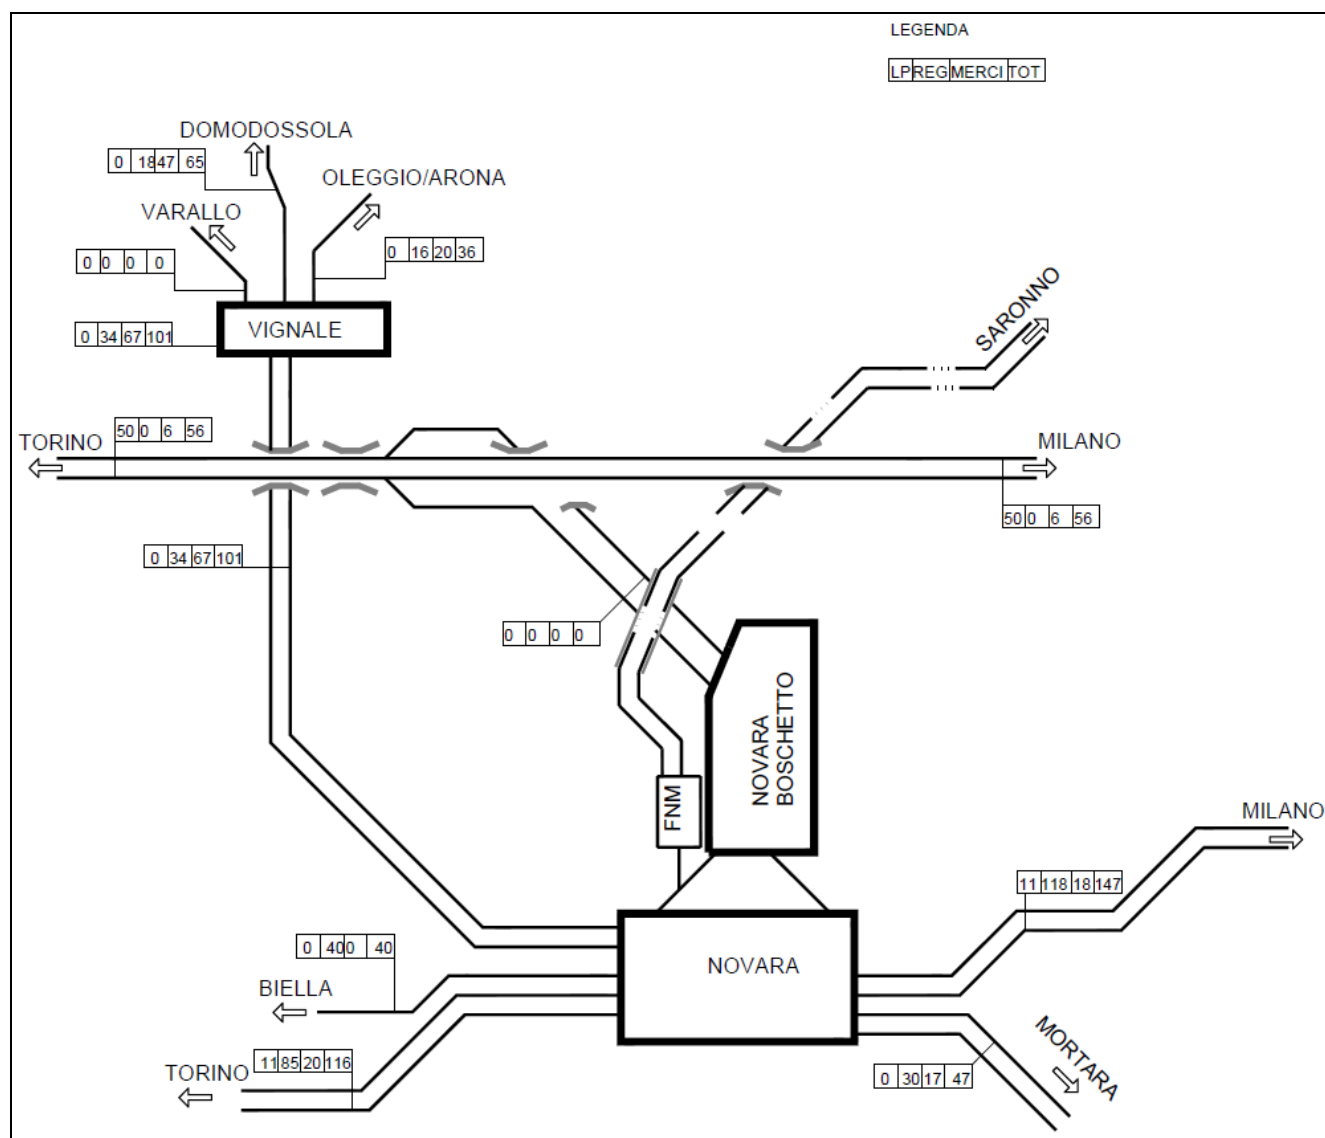 LEGENDA
LP REG MERCI TOT
DOMODOSSOLA
0 18 47 65
OLEGGIO/ARONA
VARALLO
0 16 20 36
0 0 0 0
SARONNO
VIGNALE
0 34 67 101
50 0 6 56
TORINO
MILANO
50 0 6 56
0 34 67 101
0 0 0 0
NOVARA
BOSCHETTO
FNM
MILANO
11 118 18 147
0 40 0 40
NOVARA
BIELLA
MORTARA
11 85 20 116
TORINO
0 30 17 47